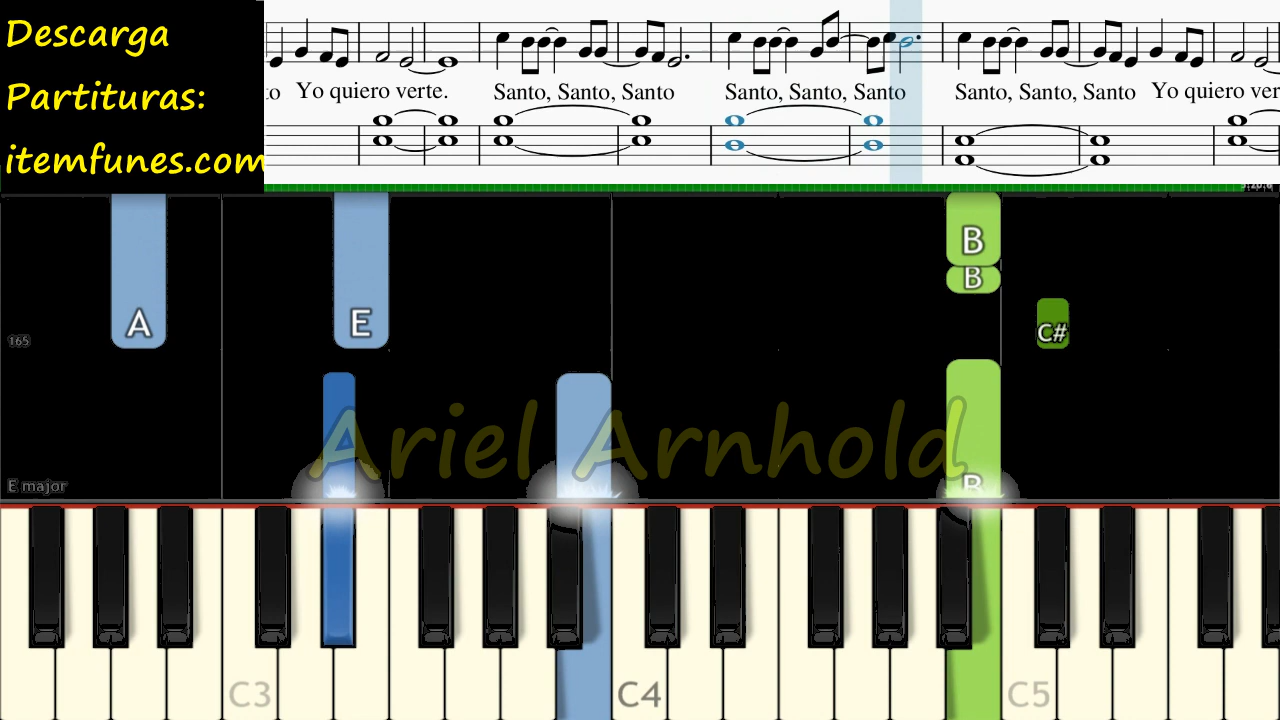 Descarga
Partituras:
itemfunes.com
Yo quiero verte.
Santo, Santo, Santo
Santo, Santo, Santo
Santo, Santo, Santo
Yo quiero ver
A
E
B
B
C#
165
Ariel Arnhold
E major
B
C3
C4
C5